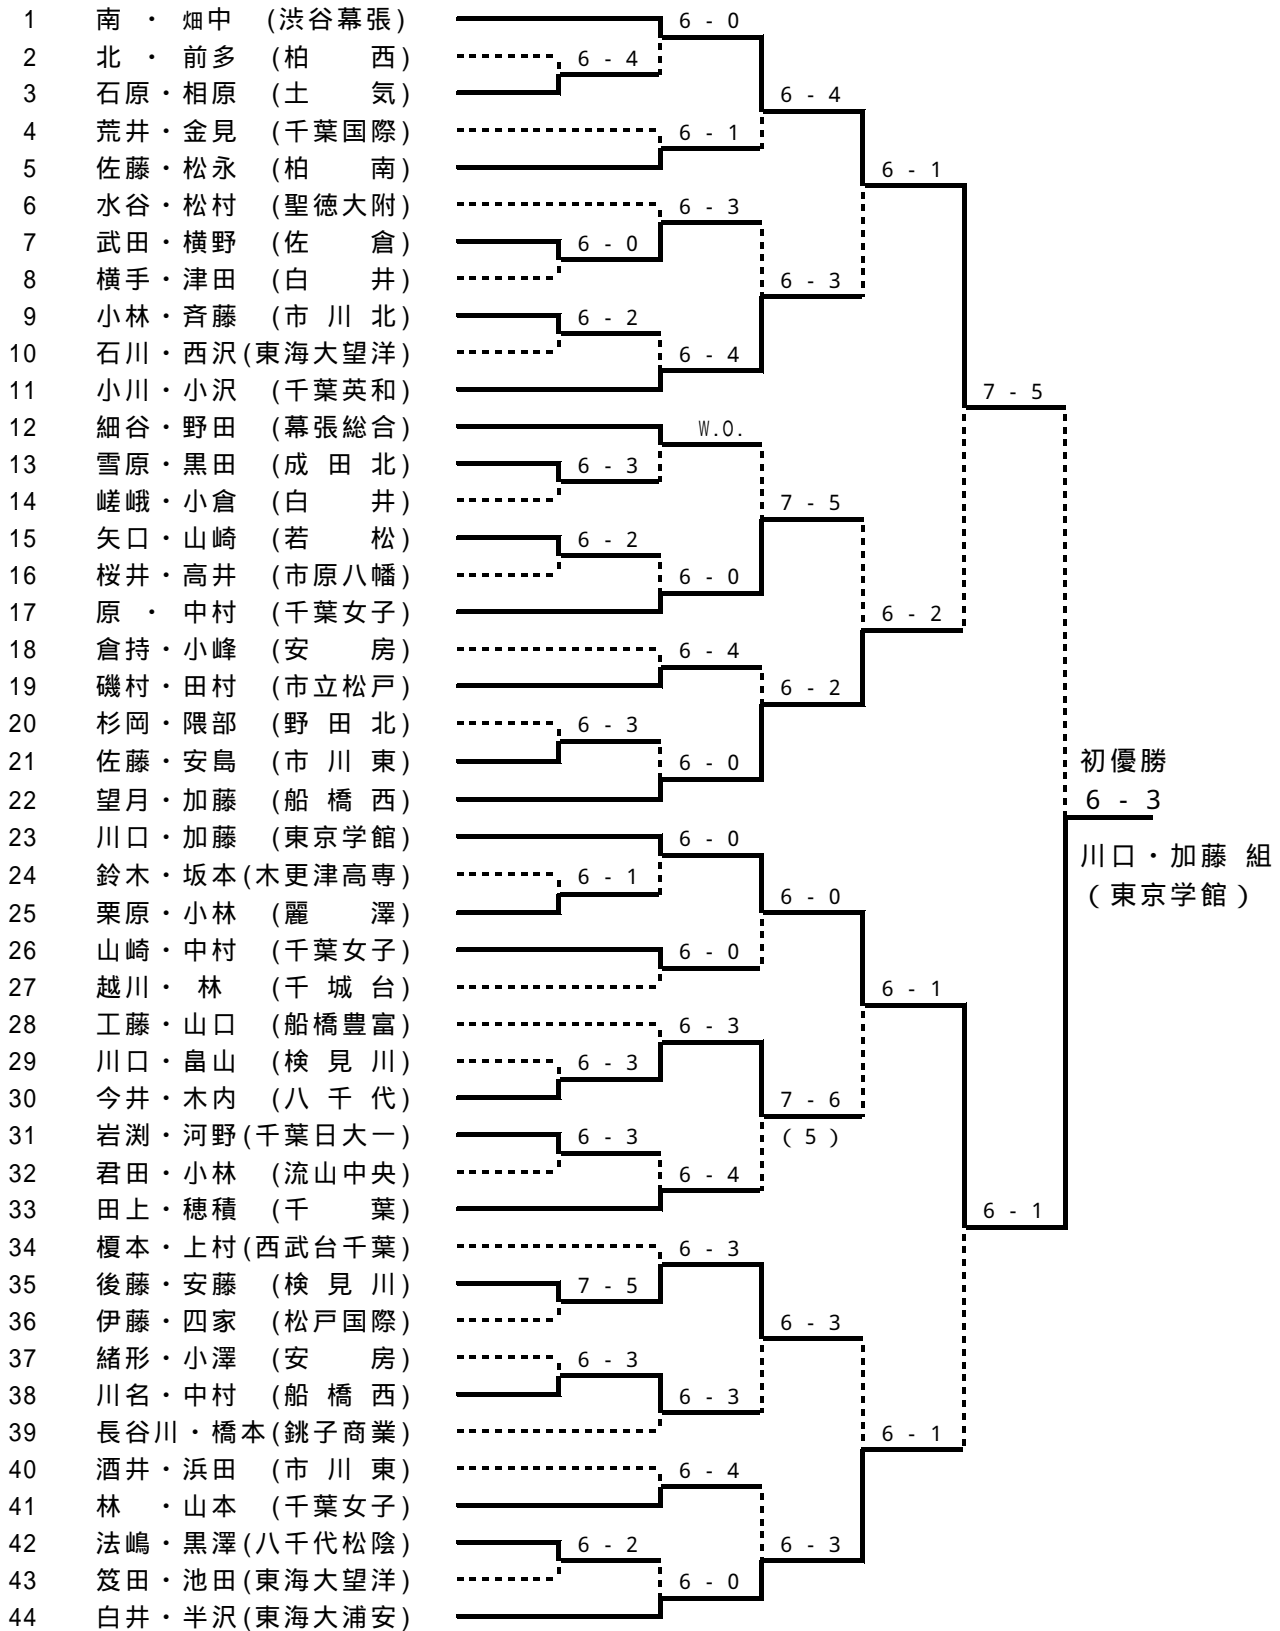 1 南 ・ 畑中 (渋谷幕張) 6 - 0
2 北 ・ 前多 (柏 西) 6 - 4
3 石原・相原 (土 気) 6 - 4
4 荒井・金見 (千葉国際) 6 - 1
5 佐藤・松永 (柏 南) 6 - 1
6 水谷・松村 (聖徳大附) 6 - 3
7 武田・横野 (佐 倉) 6 - 0
8 横手・津田 (白 井) 6 - 3
9 小林・斉藤 (市 川 北) 6 - 2
10 石川・西沢(東海大望洋) 6 - 4
11 小川・小沢 (千葉英和) 7 - 5
12 細谷・野田 (幕張総合) W.O.
13 雪原・黒田 (成 田 北) 6 - 3
14 嵯峨・小倉 (白 井) 7 - 5
15 矢口・山崎 (若 松) 6 - 2
16 桜井・高井 (市原八幡) 6 - 0
17 原 ・ 中村 (千葉女子) 6 - 2
18 倉持・小峰 (安 房) 6 - 4
19 磯村・田村 (市立松戸) 6 - 2
20 杉岡・隈部 (野 田 北) 6 - 3
21 佐藤・安島 (市 川 東) 6 - 0 初優勝
22 望月・加藤 (船 橋 西) 6 - 3
23 川口・加藤 (東京学館) 6 - 0
川口・加藤 組
24 鈴木・坂本(木更津高専) 6 - 1
25 栗原・小林 (麗 澤) 6 - 0 (東京学館)
26 山崎・中村 (千葉女子) 6 - 0
27 越川・ 林 (千 城 台) 6 - 1
28 工藤・山口 (船橋豊富) 6 - 3
29 川口・畠山 (検 見 川) 6 - 3
30 今井・木内 (八 千 代) 7 - 6
31 岩渕・河野(千葉日大一) 6 - 3 (5)
32 君田・小林 (流山中央) 6 - 4
33 田上・穂積 (千 葉) 6 - 1
34 榎本・上村(西武台千葉) 6 - 3
35 後藤・安藤 (検 見 川) 7 - 5
36 伊藤・四家 (松戸国際) 6 - 3
37 緒形・小澤 (安 房) 6 - 3
38 川名・中村 (船 橋 西) 6 - 3
39 長谷川・橋本(銚子商業) 6 - 1
40 酒井・浜田 (市 川 東) 6 - 4
41 林 ・山本 (千葉女子)
42 法嶋・黒澤(八千代松陰) 6 - 2 6 - 3
43 笈田・池田(東海大望洋) 6 - 0
44 白井・半沢(東海大浦安)